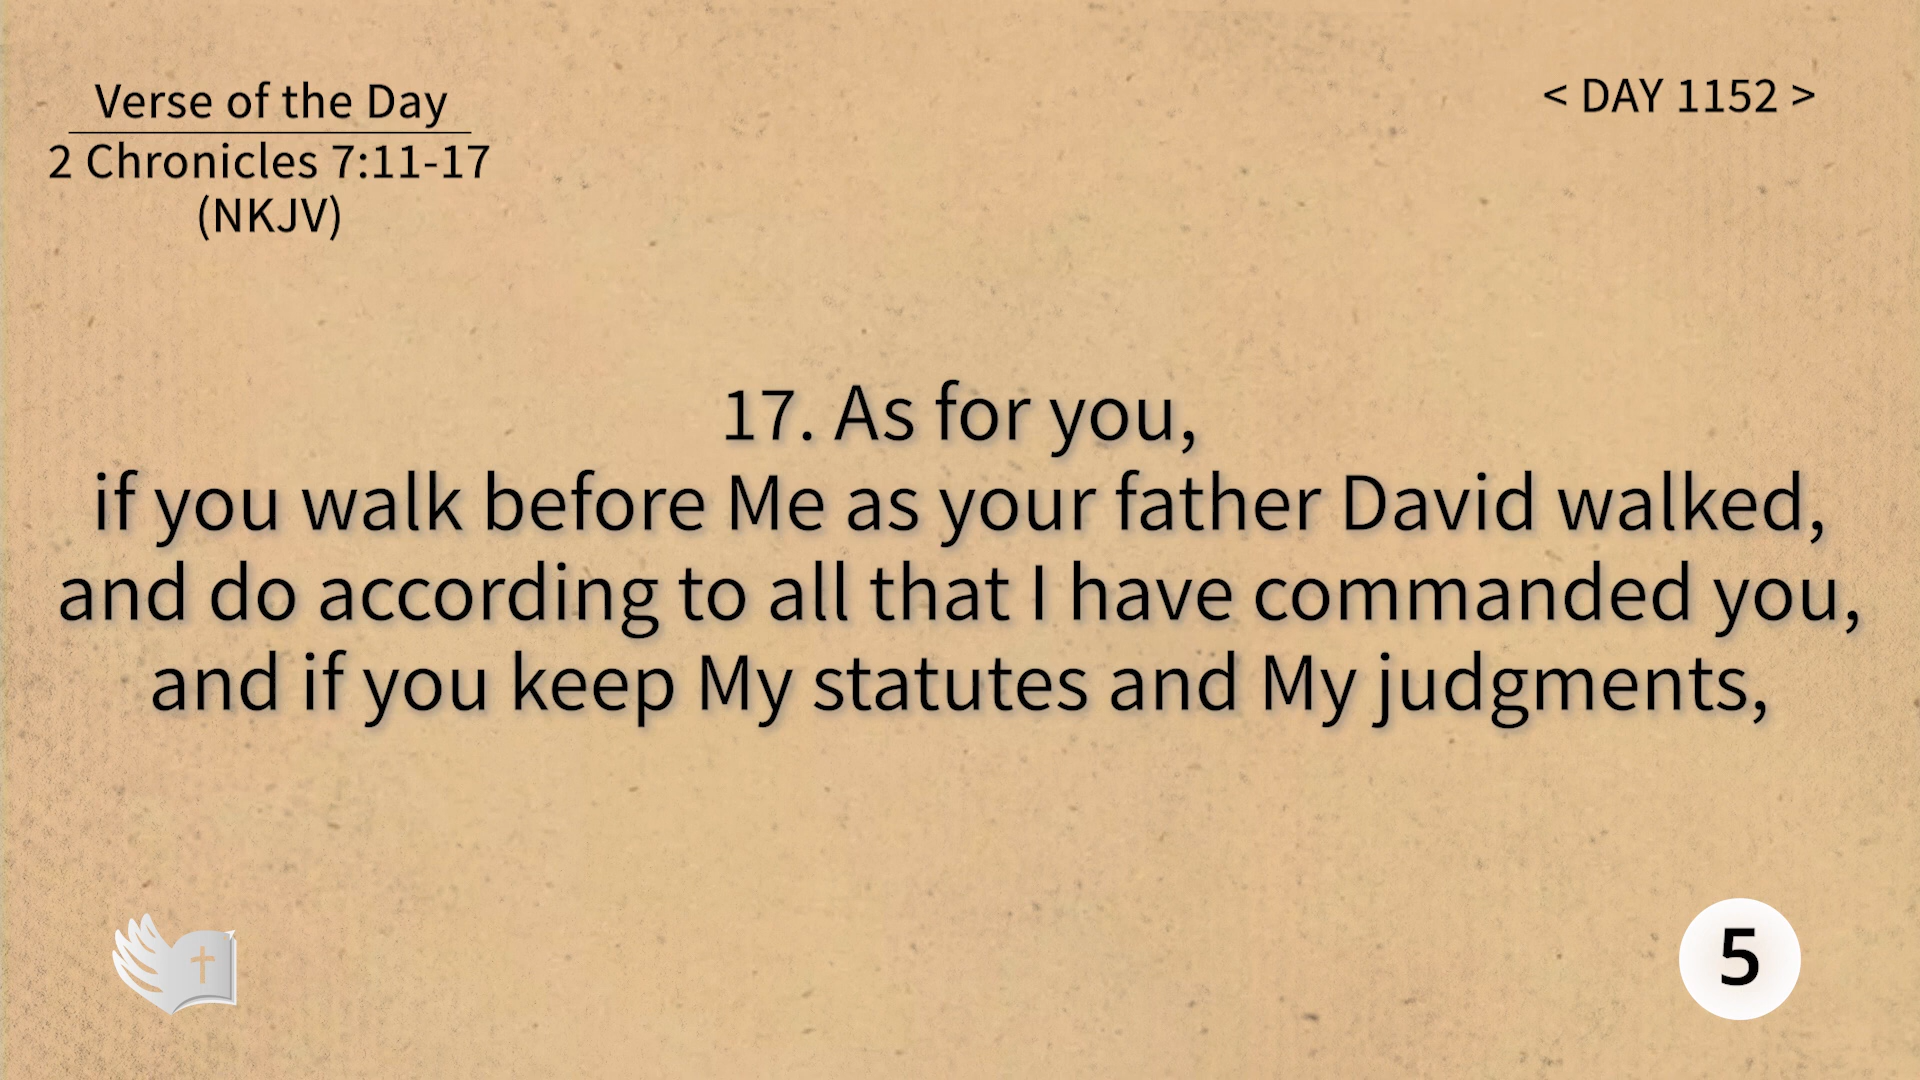 Verse of the Day
2 Chronicles 7:11-17
(NKJV)
< DAY 1152 >
17. As for you,
if you walk before Me as your father David walked,
and do according to all that I have commanded you,
and if you keep My statutes and My judgments,
5